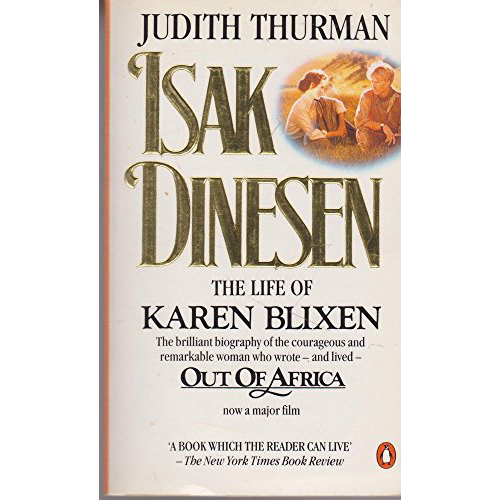 JUDITH THURMAN
ISAK
DINESEN
THE LIFE OF
KAREN BLIXEN
The brilliant biography of the courageous and
remarkable woman who wrote – and lived –
OUT OF AFRICA
now a major film
'A BOOK WHICH THE READER CAN LIVE'
– The New York Times Book Review